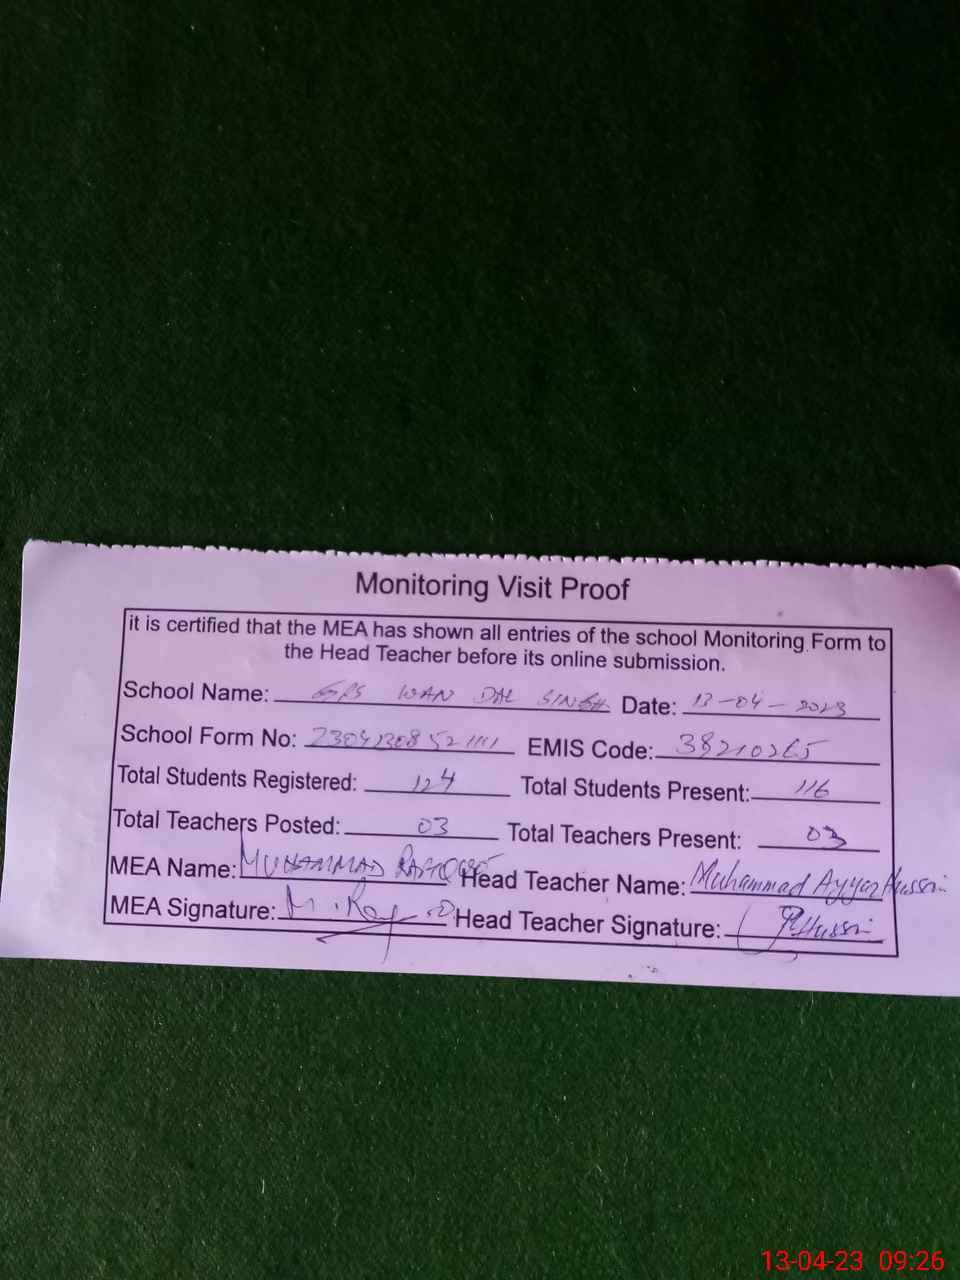 Monitoring Visit Proof
it is certified that the MEA has shown all entries of the school Monitoring Form to
the Head Teacher before its online submission.
School Name: GPS WAN DAL SINGH Date: 13-04-2023
School Form No: EMIS Code: 38210265
Total Students Registered: 124 Total Students Present: 116
Total Teachers Posted: 03 Total Teachers Present: 03
MEA Name: MUHAMMAD Head Teacher Name: Muhammad Ayyaz Hussain
MEA Signature: Head Teacher Signature:
13-04-23 09:26